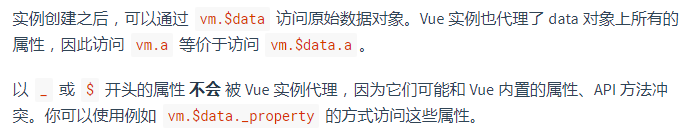 实例创建之后，可以通过 vm.$data 访问原始数据对象。Vue 实例也代理了 data 对象上所有的
属性，因此访问 vm.a 等价于访问 vm.$data.a 。
以 _ 或 $ 开头的属性 不会 被 Vue 实例代理，因为它们可能和 Vue 内置的属性、API 方法冲
突。你可以使用例如 vm.$data._property 的方式访问这些属性。